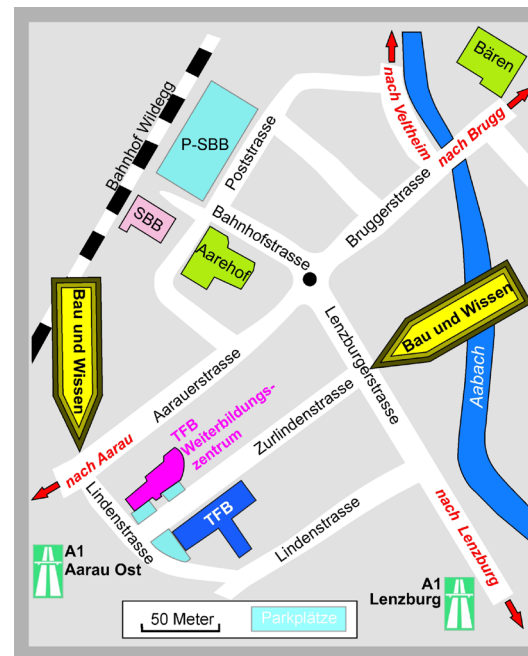 Bären
nach Veltheim
nach Brugg
Bahnhof Wildegg
P-SBB
Poststrasse
Bruggerstrasse
SBB
Bahnhofstrasse
Aarehof
Bau und Wissen
Bau und Wissen
Lenzburgerstrasse
Aabach
Aarauerstrasse
TFB
Weiterbildungs-
zentrum
Zurlindenstrasse
nach Aarau
Lindenstrasse
TFB
Lindenstrasse
nach Lenzburg
A1
Aarau Ost
A1
Lenzburg
50 Meter
Parkplätze